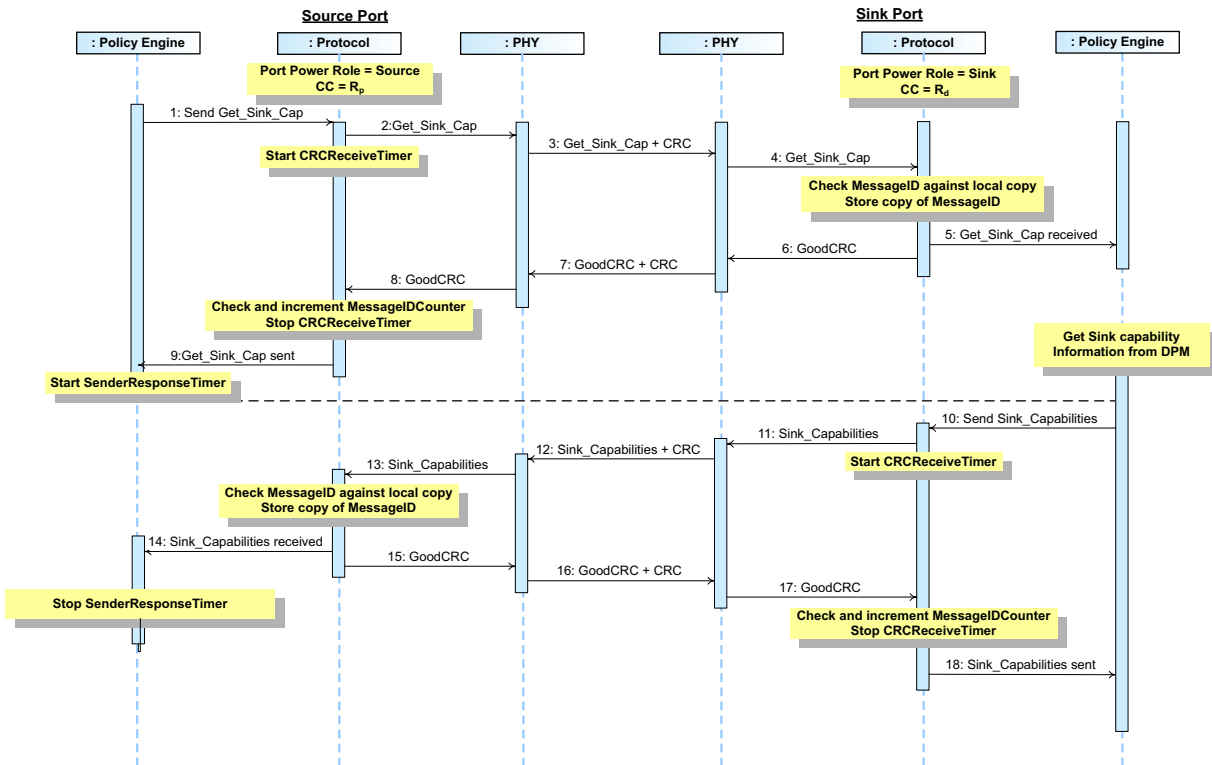 Source Port
Sink Port
: Policy Engine
: Protocol
: PHY
: PHY
: Protocol
: Policy Engine
Port Power Role = Source
CC = Rp
Port Power Role = Sink
CC = Rd
1: Send Get_Sink_Cap
2:Get_Sink_Cap
Start CRCReceiveTimer
3: Get_Sink_Cap + CRC
4: Get_Sink_Cap
Check MessageID against local copy
Store copy of MessageID
5: Get_Sink_Cap received
6: GoodCRC
7: GoodCRC + CRC
8: GoodCRC
Check and increment MessageIDCounter
Stop CRCReceiveTimer
9:Get_Sink_Cap sent
Start SenderResponseTimer
Get Sink capability
Information from DPM
10: Send Sink_Capabilities
11: Sink_Capabilities
Start CRCReceiveTimer
12: Sink_Capabilities + CRC
13: Sink_Capabilities
Check MessageID against local copy
Store copy of MessageID
14: Sink_Capabilities received
15: GoodCRC
16: GoodCRC + CRC
17: GoodCRC
Stop SenderResponseTimer
Check and increment MessageIDCounter
Stop CRCReceiveTimer
18: Sink_Capabilities sent